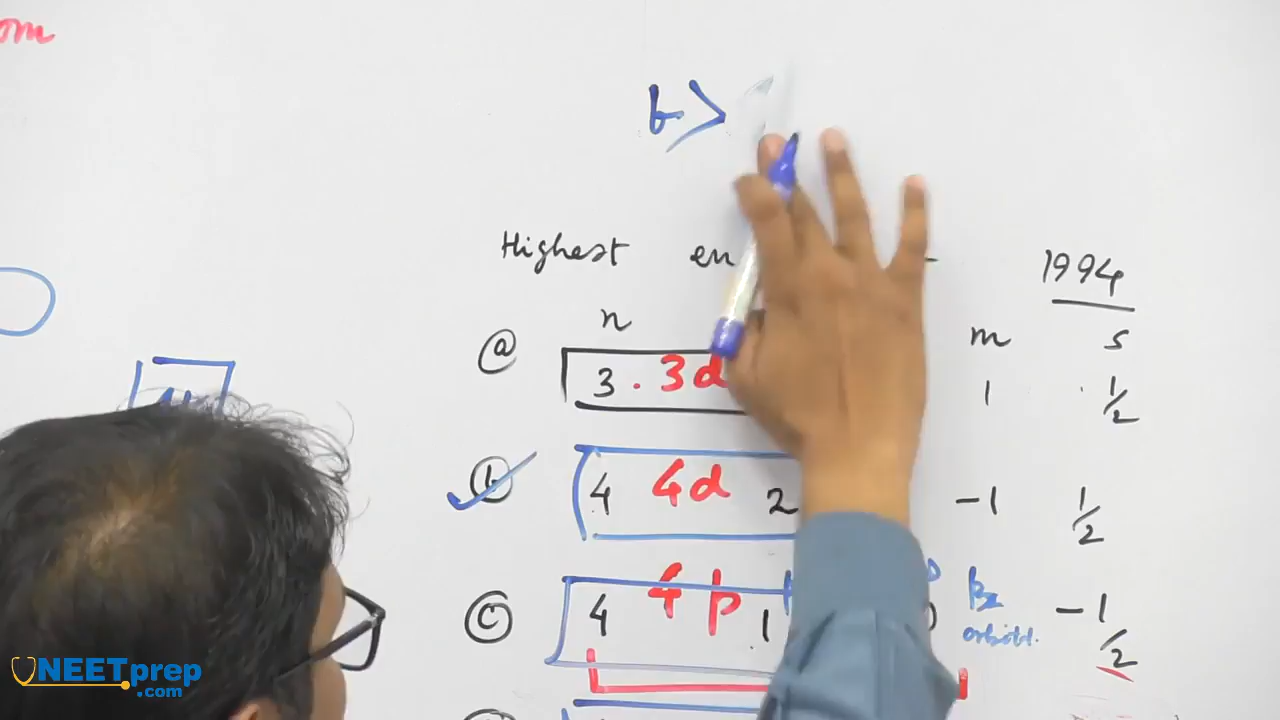 om
b >
Highest en
1994
n m s
(a) 3 . 3d 1 1/2
(b) 4 4d 2 -1 1/2
(c) 4 4p 1 -1/2
Pz
orbital.
NEETprep
.com